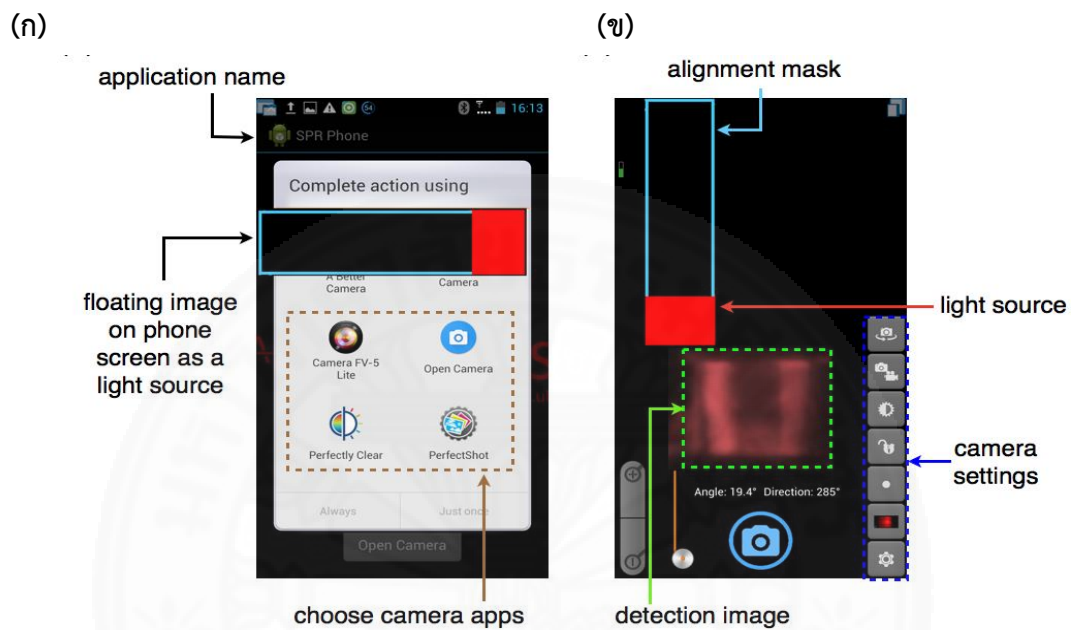 (ก)
(ข)
application name
alignment mask
16:13
SPR Phone
Complete action using
A Better
Camera
Camera
floating image
on phone
screen as a
light source
light source
Camera FV-5
Lite
Open Camera
Perfectly Clear
PerfectShot
camera
settings
Angle: 19.4° Direction: 285°
Always
Just once
Open Camera
choose camera apps
detection image